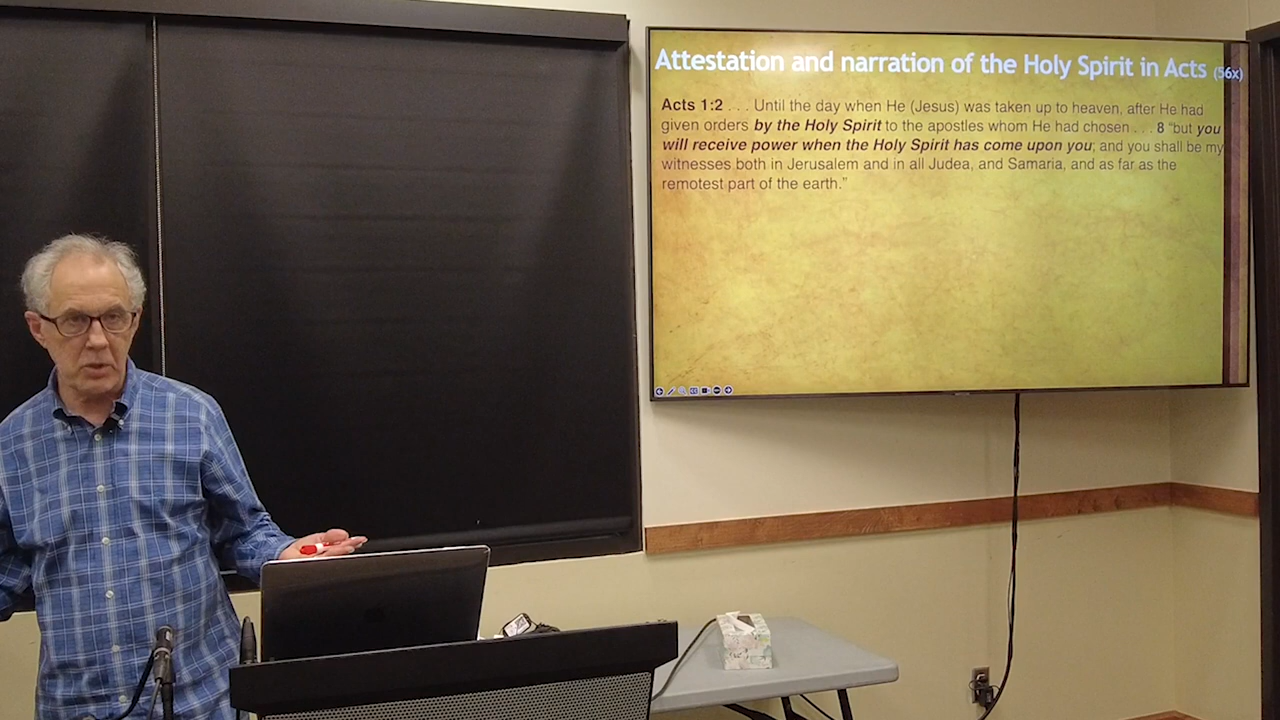 Attestation and narration of the Holy Spirit in Acts (56x)
Acts 1:2 . . . Until the day when He (Jesus) was taken up to heaven, after He had
given orders by the Holy Spirit to the apostles whom He had chosen . . . 8 “but you
will receive power when the Holy Spirit has come upon you; and you shall be my
witnesses both in Jerusalem and in all Judea, and Samaria, and as far as the
remotest part of the earth.”